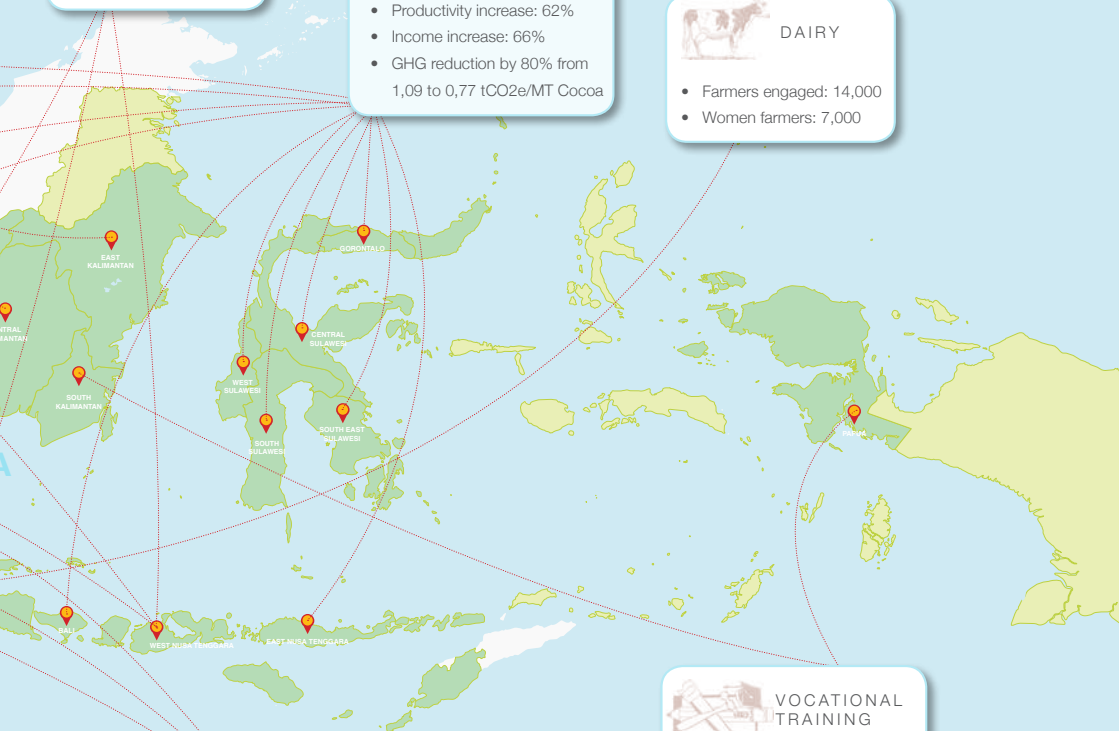 • Productivity increase: 62%
• Income increase: 66%
• GHG reduction by 80% from
1,09 to 0,77 tCO2e/MT Cocoa
DAIRY
• Farmers engaged: 14,000
• Women farmers: 7,000
GORONTALO
EAST
KALIMANTAN
NTRAL
MANTAN
CENTRAL
SULAWESI
WEST
SULAWESI
SOUTH
KALIMANTAN
SOUTH EAST
SULAWESI
SOUTH
SULAWESI
PAPUA
A
BALI
WEST NUSA TENGGARA
EAST NUSA TENGGARA
VOCATIONAL
TRAINING